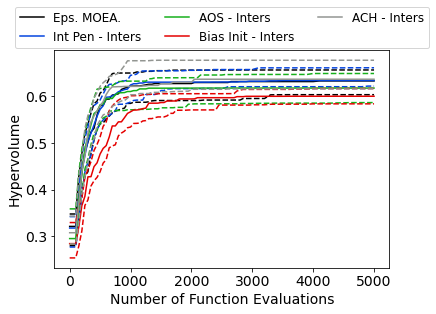 Eps. MOEA.
AOS - Inters
ACH - Inters
Int Pen - Inters
Bias Init - Inters
Hypervolume
0.6
0.5
0.4
0.3
0
1000
2000
3000
4000
5000
Number of Function Evaluations